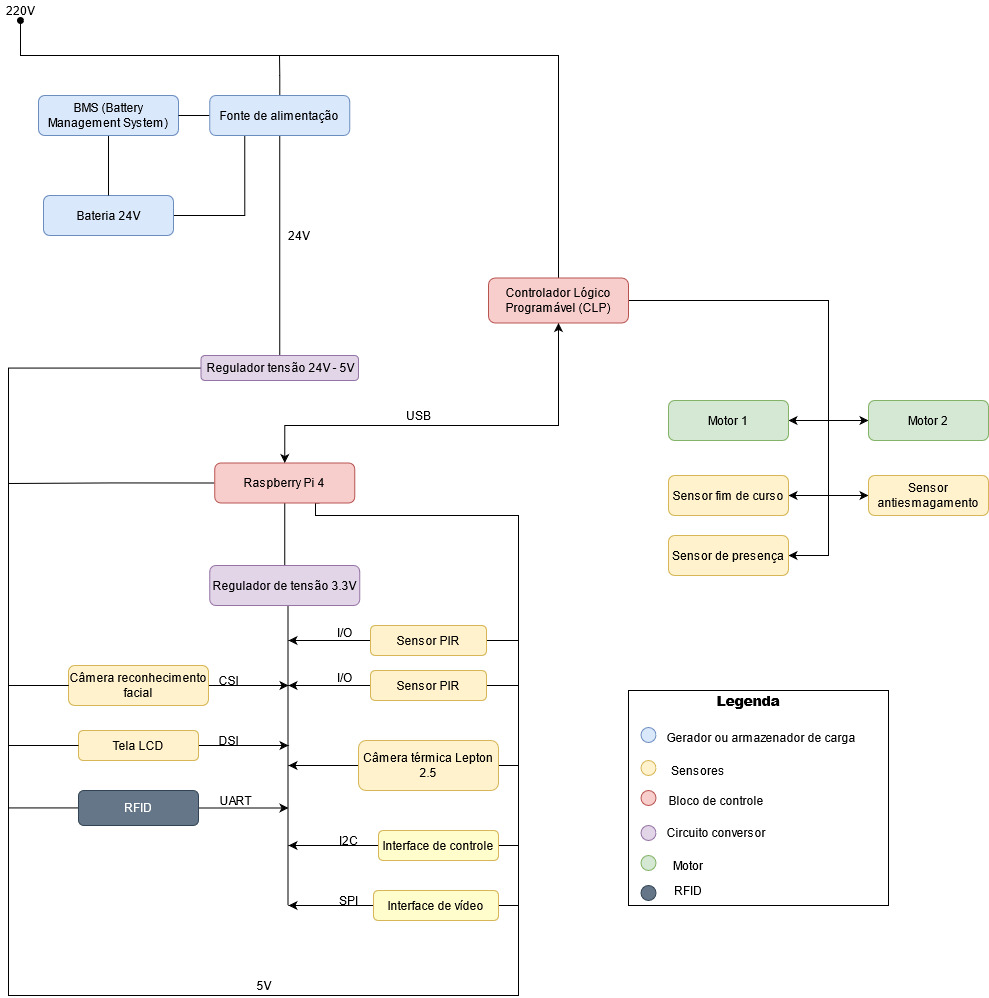 220V
BMS (Battery
Management System)
Fonte de alimentação
Bateria 24V
24V
Controlador Lógico
Programável (CLP)
Regulador tensão 24V - 5V
USB
Motor 1
Motor 2
Raspberry Pi 4
Sensor fim de curso
Sensor
antiesmagamento
Sensor de presença
Regulador de tensão 3.3V
I/O
Sensor PIR
Câmera reconhecimento
facial
CSI
I/O
Sensor PIR
Tela LCD
DSI
Câmera térmica Lepton
2.5
RFID
UART
I2C
Interface de controle
SPI
Interface de vídeo
5V
Legenda
Gerador ou armazenador de carga
Sensores
Bloco de controle
Circuito conversor
Motor
RFID